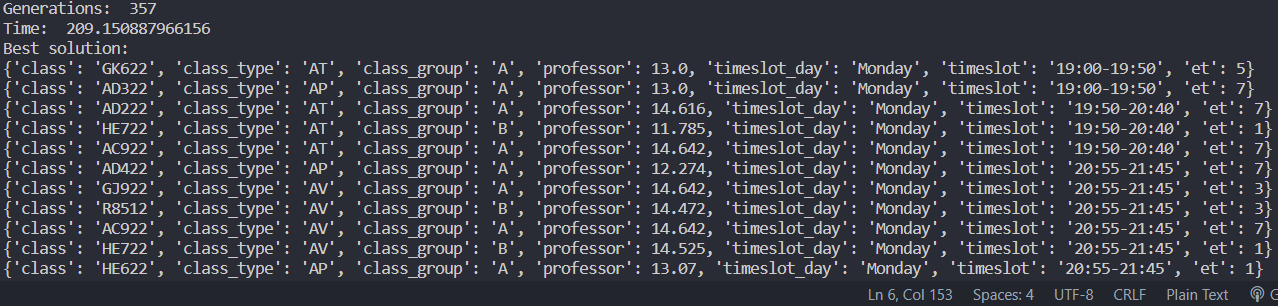 Generations:  357
Time:  209.150887966156
Best solution:
{'class': 'GK622', 'class_type': 'AT', 'class_group': 'A', 'professor': 13.0, 'timeslot_day': 'Monday', 'timeslot': '19:00-19:50', 'et': 5}
{'class': 'AD322', 'class_type': 'AP', 'class_group': 'A', 'professor': 13.0, 'timeslot_day': 'Monday', 'timeslot': '19:00-19:50', 'et': 7}
{'class': 'AD222', 'class_type': 'AT', 'class_group': 'A', 'professor': 14.616, 'timeslot_day': 'Monday', 'timeslot': '19:50-20:40', 'et': 7}
{'class': 'HE722', 'class_type': 'AT', 'class_group': 'B', 'professor': 11.785, 'timeslot_day': 'Monday', 'timeslot': '19:50-20:40', 'et': 1}
{'class': 'AC922', 'class_type': 'AT', 'class_group': 'A', 'professor': 14.642, 'timeslot_day': 'Monday', 'timeslot': '19:50-20:40', 'et': 7}
{'class': 'AD422', 'class_type': 'AP', 'class_group': 'A', 'professor': 12.274, 'timeslot_day': 'Monday', 'timeslot': '20:55-21:45', 'et': 7}
{'class': 'GJ922', 'class_type': 'AV', 'class_group': 'A', 'professor': 14.642, 'timeslot_day': 'Monday', 'timeslot': '20:55-21:45', 'et': 3}
{'class': 'R8512', 'class_type': 'AV', 'class_group': 'B', 'professor': 14.472, 'timeslot_day': 'Monday', 'timeslot': '20:55-21:45', 'et': 3}
{'class': 'AC922', 'class_type': 'AV', 'class_group': 'A', 'professor': 14.642, 'timeslot_day': 'Monday', 'timeslot': '20:55-21:45', 'et': 7}
{'class': 'HE722', 'class_type': 'AV', 'class_group': 'B', 'professor': 14.525, 'timeslot_day': 'Monday', 'timeslot': '20:55-21:45', 'et': 1}
{'class': 'HE622', 'class_type': 'AP', 'class_group': 'A', 'professor': 13.07, 'timeslot_day': 'Monday', 'timeslot': '20:55-21:45', 'et': 1}
Ln 6, Col 153 Spaces: 4 UTF-8 CRLF Plain Text